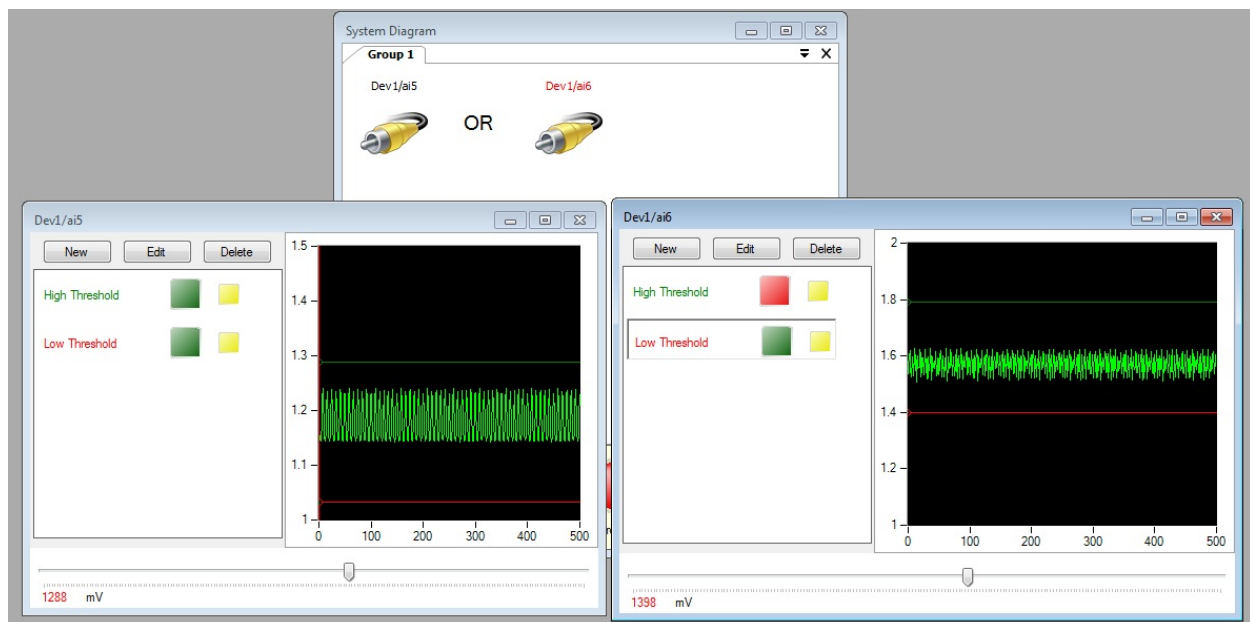 System Diagram
Group 1
Dev1/ai5
Dev1/ai6
OR
Dev1/ai5
New Edit Delete
High Threshold
Low Threshold
1.5
1.4
1.3
1.2
1.1
1
0 100 200 300 400 500
1288 mV
Dev1/ai6
New Edit Delete
High Threshold
Low Threshold
2
1.8
1.6
1.4
1.2
1
0 100 200 300 400 500
1398 mV